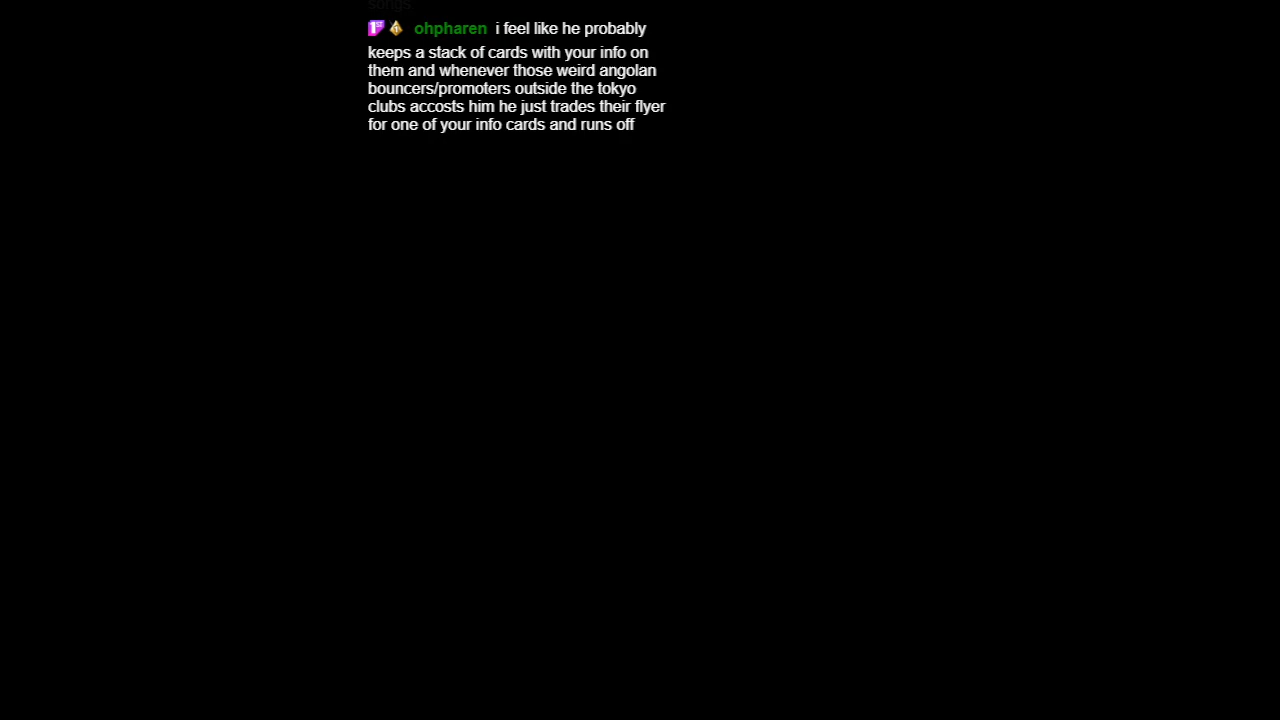 songs.
ohpharen i feel like he probably
keeps a stack of cards with your info on
them and whenever those weird angolan
bouncers/promoters outside the tokyo
clubs accosts him he just trades their flyer
for one of your info cards and runs off